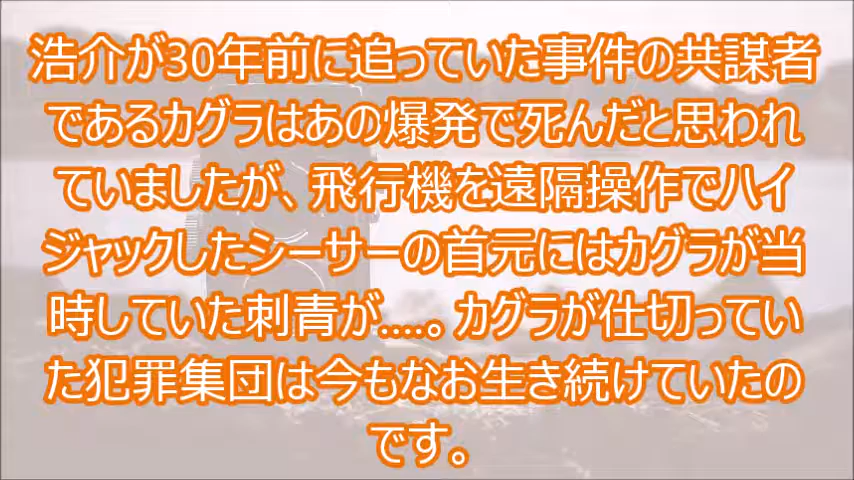 浩介が30年前に追っていた事件の共謀者
であるカグラはあの爆発で死んだと思われ
ていましたが、飛行機を遠隔操作でハイ
ジャックしたシーサーの首元にはカグラが当
時していた刺青が....。カグラが仕切ってい
た犯罪集団は今もなお生き続けていたの
です。